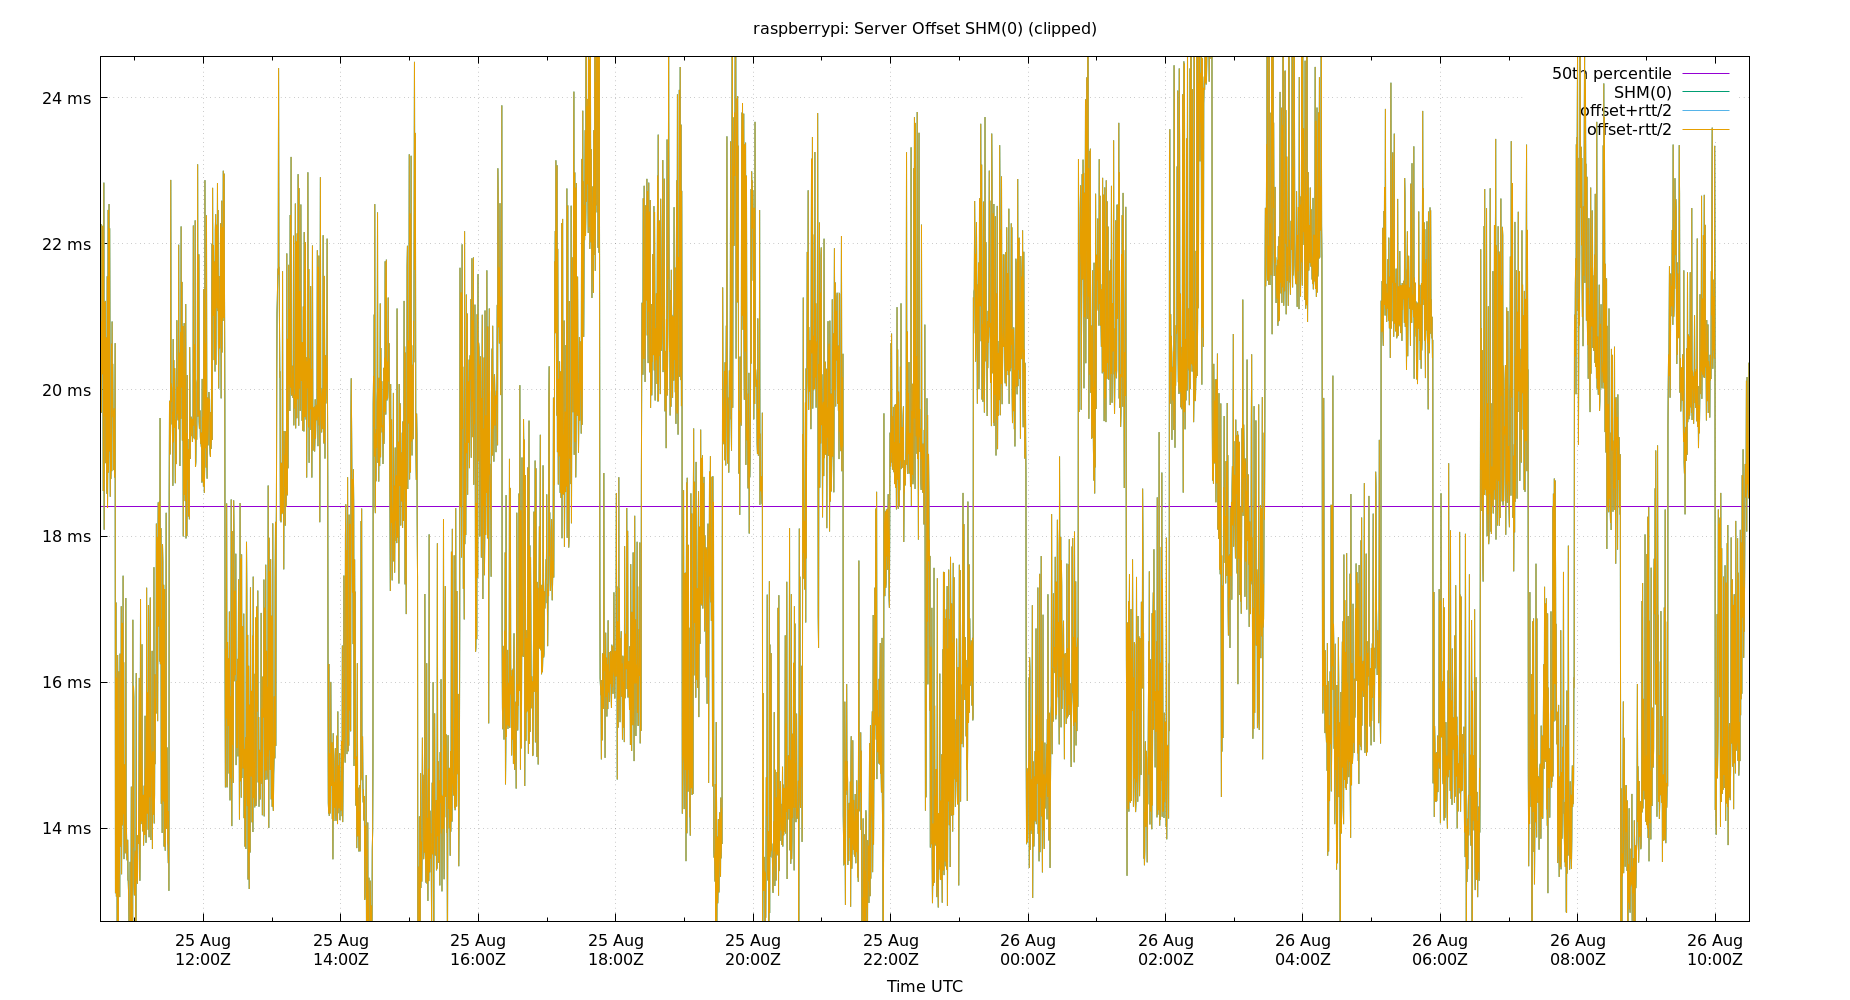 raspberrypi: Server Offset SHM(0) (clipped)
50th percentile
SHM(0)
offset+rtt/2
offset-rtt/2
24 ms
22 ms
20 ms
18 ms
16 ms
14 ms
25 Aug 25 Aug 25 Aug 25 Aug 25 Aug 25 Aug 26 Aug 26 Aug 26 Aug 26 Aug 26 Aug 26 Aug
12:00Z 14:00Z 16:00Z 18:00Z 20:00Z 22:00Z 00:00Z 02:00Z 04:00Z 06:00Z 08:00Z 10:00Z
Time UTC